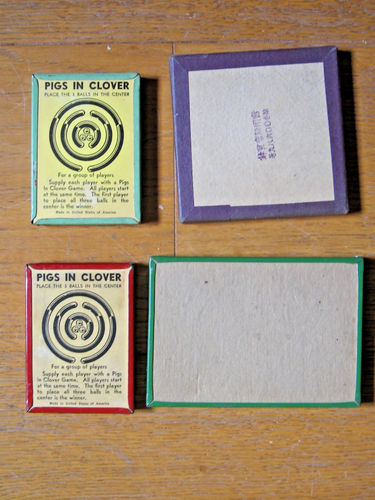 PIGS IN CLOVER
PLACE THE 3 BALLS IN THE CENTER
For a group of players
Supply each player with a Pigs
in Clover Game. All players start
at the same time. The first player
to place all three balls in the
center is the winner.
Made in United States of America
PIGS IN CLOVER
PLACE THE 3 BALLS IN THE CENTER
For a group of players
Supply each player with a Pigs
in Clover Game. All players start
at the same time. The first player
to place all three balls in the
center is the winner.
Made in United States of America